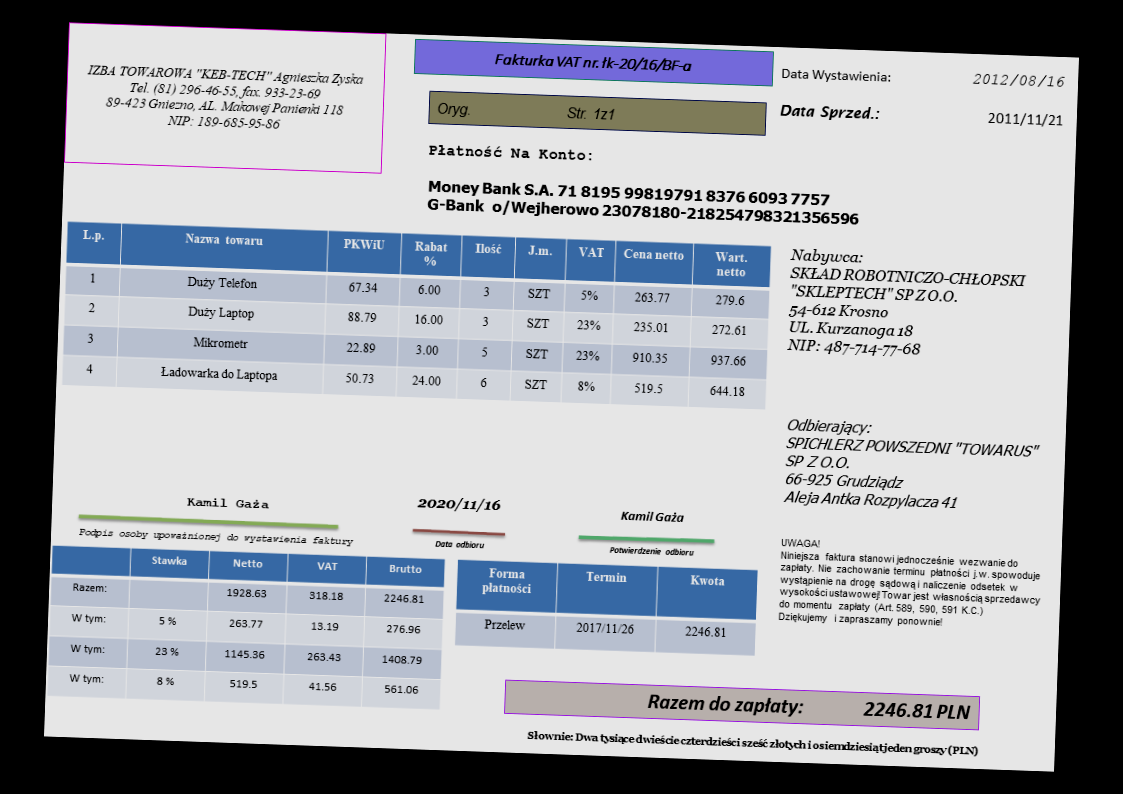 IZBA TOWAROWA "KEB-TECH" Agnieszka Zyska
Tel. (81) 296-46-55, fax. 933-23-69
89-423 Gniezno, AL. Makowej Panienki 118
NIP: 189-685-95-86
Fakturka VAT nr. łk-20/16/BF-a
Oryg. Str. 1z1
Data Wystawienia: 2012/08/16
Data Sprzed.: 2011/11/21
Płatność Na Konto:
Money Bank S.A. 71 8195 99819791 8376 6093 7757
G-Bank o/Wejherowo 23078180-218254798321356596
L.p. Nazwa towaru PKWiU Rabat % Ilość J.m. VAT Cena netto Wart. netto
1 Duży Telefon 67.34 6.00 3 SZT 5% 263.77 279.6
2 Duży Laptop 88.79 16.00 3 SZT 23% 235.01 272.61
3 Mikrometr 22.89 3.00 5 SZT 23% 910.35 937.66
4 Ładowarka do Laptopa 50.73 24.00 6 SZT 8% 519.5 644.18
Nabywca:
SKŁAD ROBOTNICZO-CHŁOPSKI
"SKLEPTECH" SP Z O.O.
54-612 Krosno
UL. Kurzanoga 18
NIP: 487-714-77-68
Odbierający:
SPICHLERZ POWSZEDNI "TOWARUS"
SP Z O.O.
66-925 Grudziądz
Aleja Antka Rozpylacza 41
Kamil Gaża
Podpis osoby upoważnionej do wystawienia faktury
2020/11/16
Data odbioru
Kamil Gaża
Potwierdzenie odbioru
UWAGA!
Niniejsza faktura stanowi jednocześnie wezwanie do
zapłaty. Nie zachowanie terminu płatności j.w. spowoduje
wystąpienie na drogę sądową i naliczenie odsetek w
wysokości ustawowej! Towar jest własnością sprzedawcy
do momentu zapłaty (Art. 589, 590, 591 K.C.)
Dziękujemy i zapraszamy ponownie!
Stawka Netto VAT Brutto
Razem: 1928.63 318.18 2246.81
W tym: 5 % 263.77 13.19 276.96
W tym: 23 % 1145.36 263.43 1408.79
W tym: 8 % 519.5 41.56 561.06
Forma płatności Termin Kwota
Przelew 2017/11/26 2246.81
Razem do zapłaty: 2246.81 PLN
Słownie: Dwa tysiące dwieście czterdzieści sześć złotych i osiemdziesiąt jeden groszy (PLN)